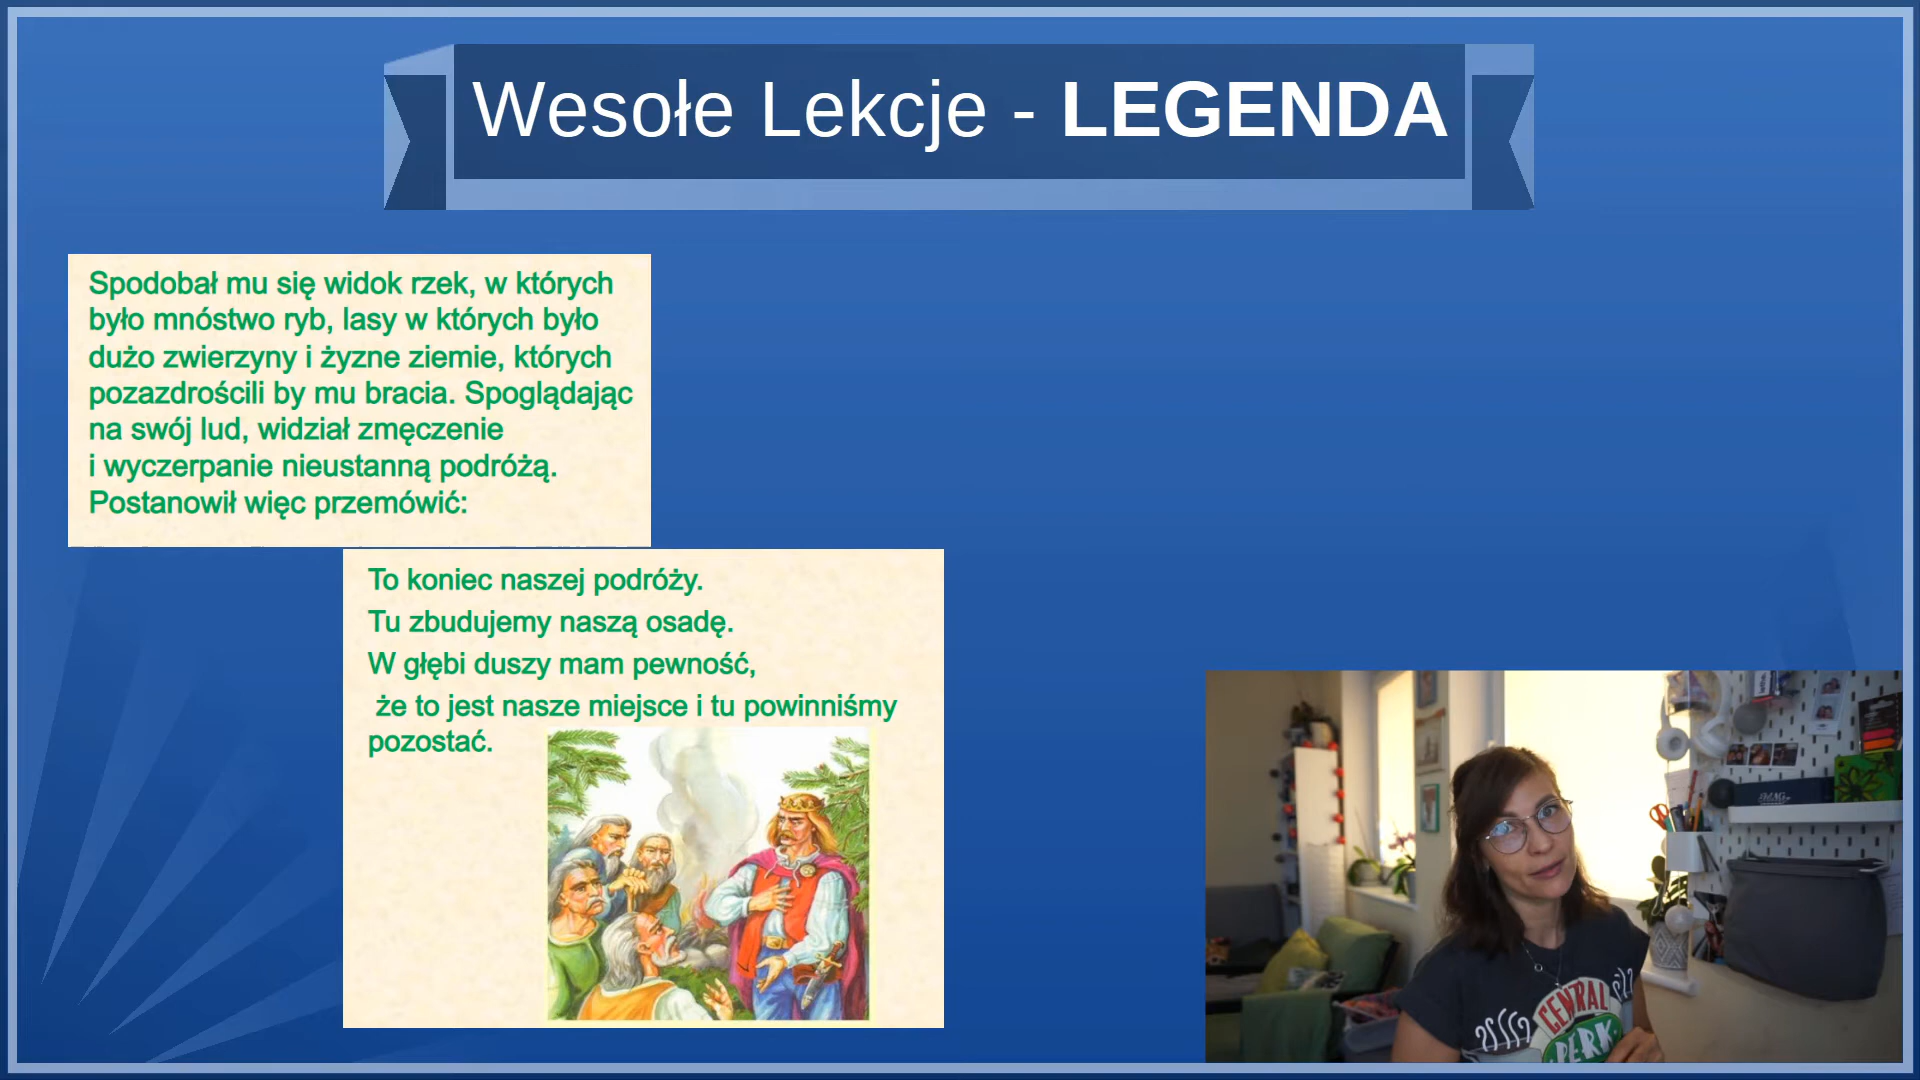 Wesołe Lekcje - LEGENDA
Spodobał mu się widok rzek, w których
było mnóstwo ryb, lasy w których było
dużo zwierzyny i żyzne ziemie, których
pozazdrościli by mu bracia. Spoglądając
na swój lud, widział zmęczenie
i wyczerpanie nieustanną podróżą.
Postanowił więc przemówić:
To koniec naszej podróży.
Tu zbudujemy naszą osadę.
W głębi duszy mam pewność,
że to jest nasze miejsce i tu powinniśmy
pozostać.
CENTRAL
PERK